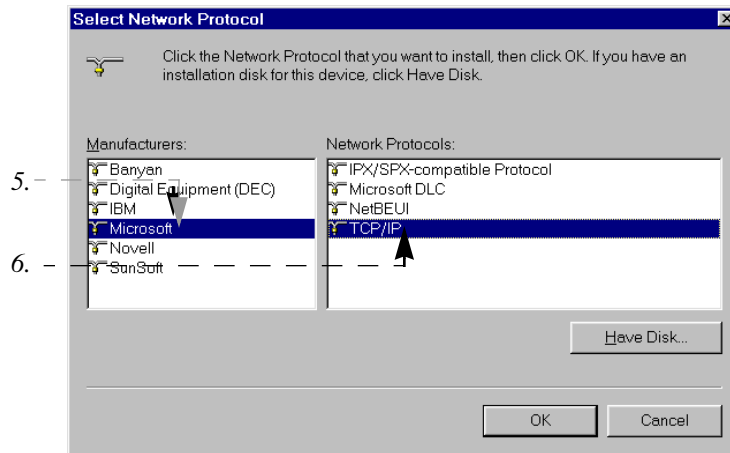 Select Network Protocol
Click the Network Protocol that you want to install, then click OK. If you have an
installation disk for this device, click Have Disk.
Manufacturers:
Banyan
Digital Equipment (DEC)
IBM
Microsoft
Novell
SunSoft
Network Protocols:
IPX/SPX-compatible Protocol
Microsoft DLC
NetBEUI
TCP/IP
5.
6.
Have Disk...
OK
Cancel